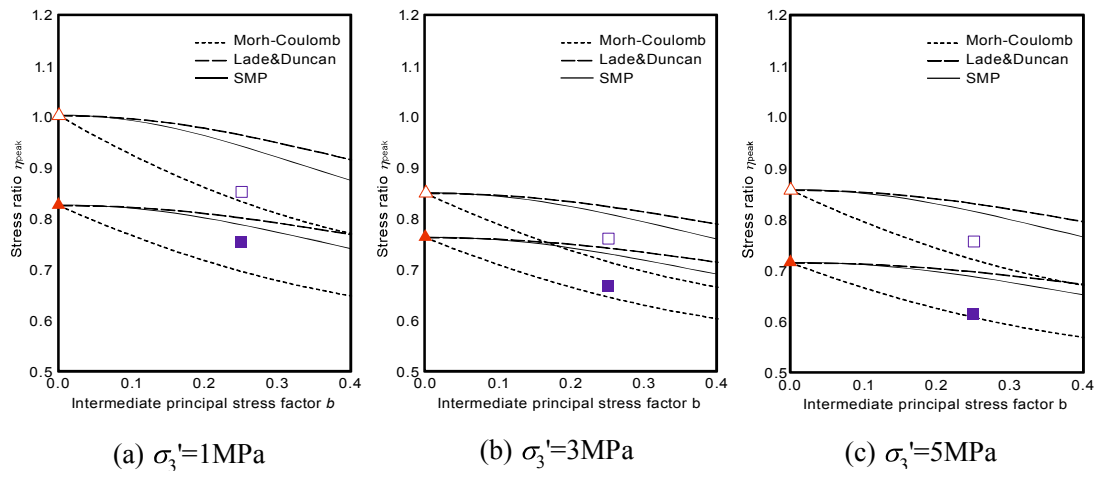 1.2
1.1
1.0
0.9
0.8
0.7
0.6
0.5
0.0
0.1
0.2
0.3
0.4
Stress ratio ηpeak
Intermediate principal stress factor b
Morh-Coulomb
Lade&Duncan
SMP
(a) σ3'=1MPa
1.2
1.1
1.0
0.9
0.8
0.7
0.6
0.5
0.0
0.1
0.2
0.3
0.4
Stress ratio ηpeak
Intermediate principal stress factor b
Morh-Coulomb
Lade&Duncan
SMP
(b) σ3'=3MPa
1.2
1.1
1.0
0.9
0.8
0.7
0.6
0.5
0.0
0.1
0.2
0.3
0.4
Stress ratio ηpeak
Intermediate principal stress factor b
Morh-Coulomb
Lade&Duncan
SMP
(c) σ3'=5MPa